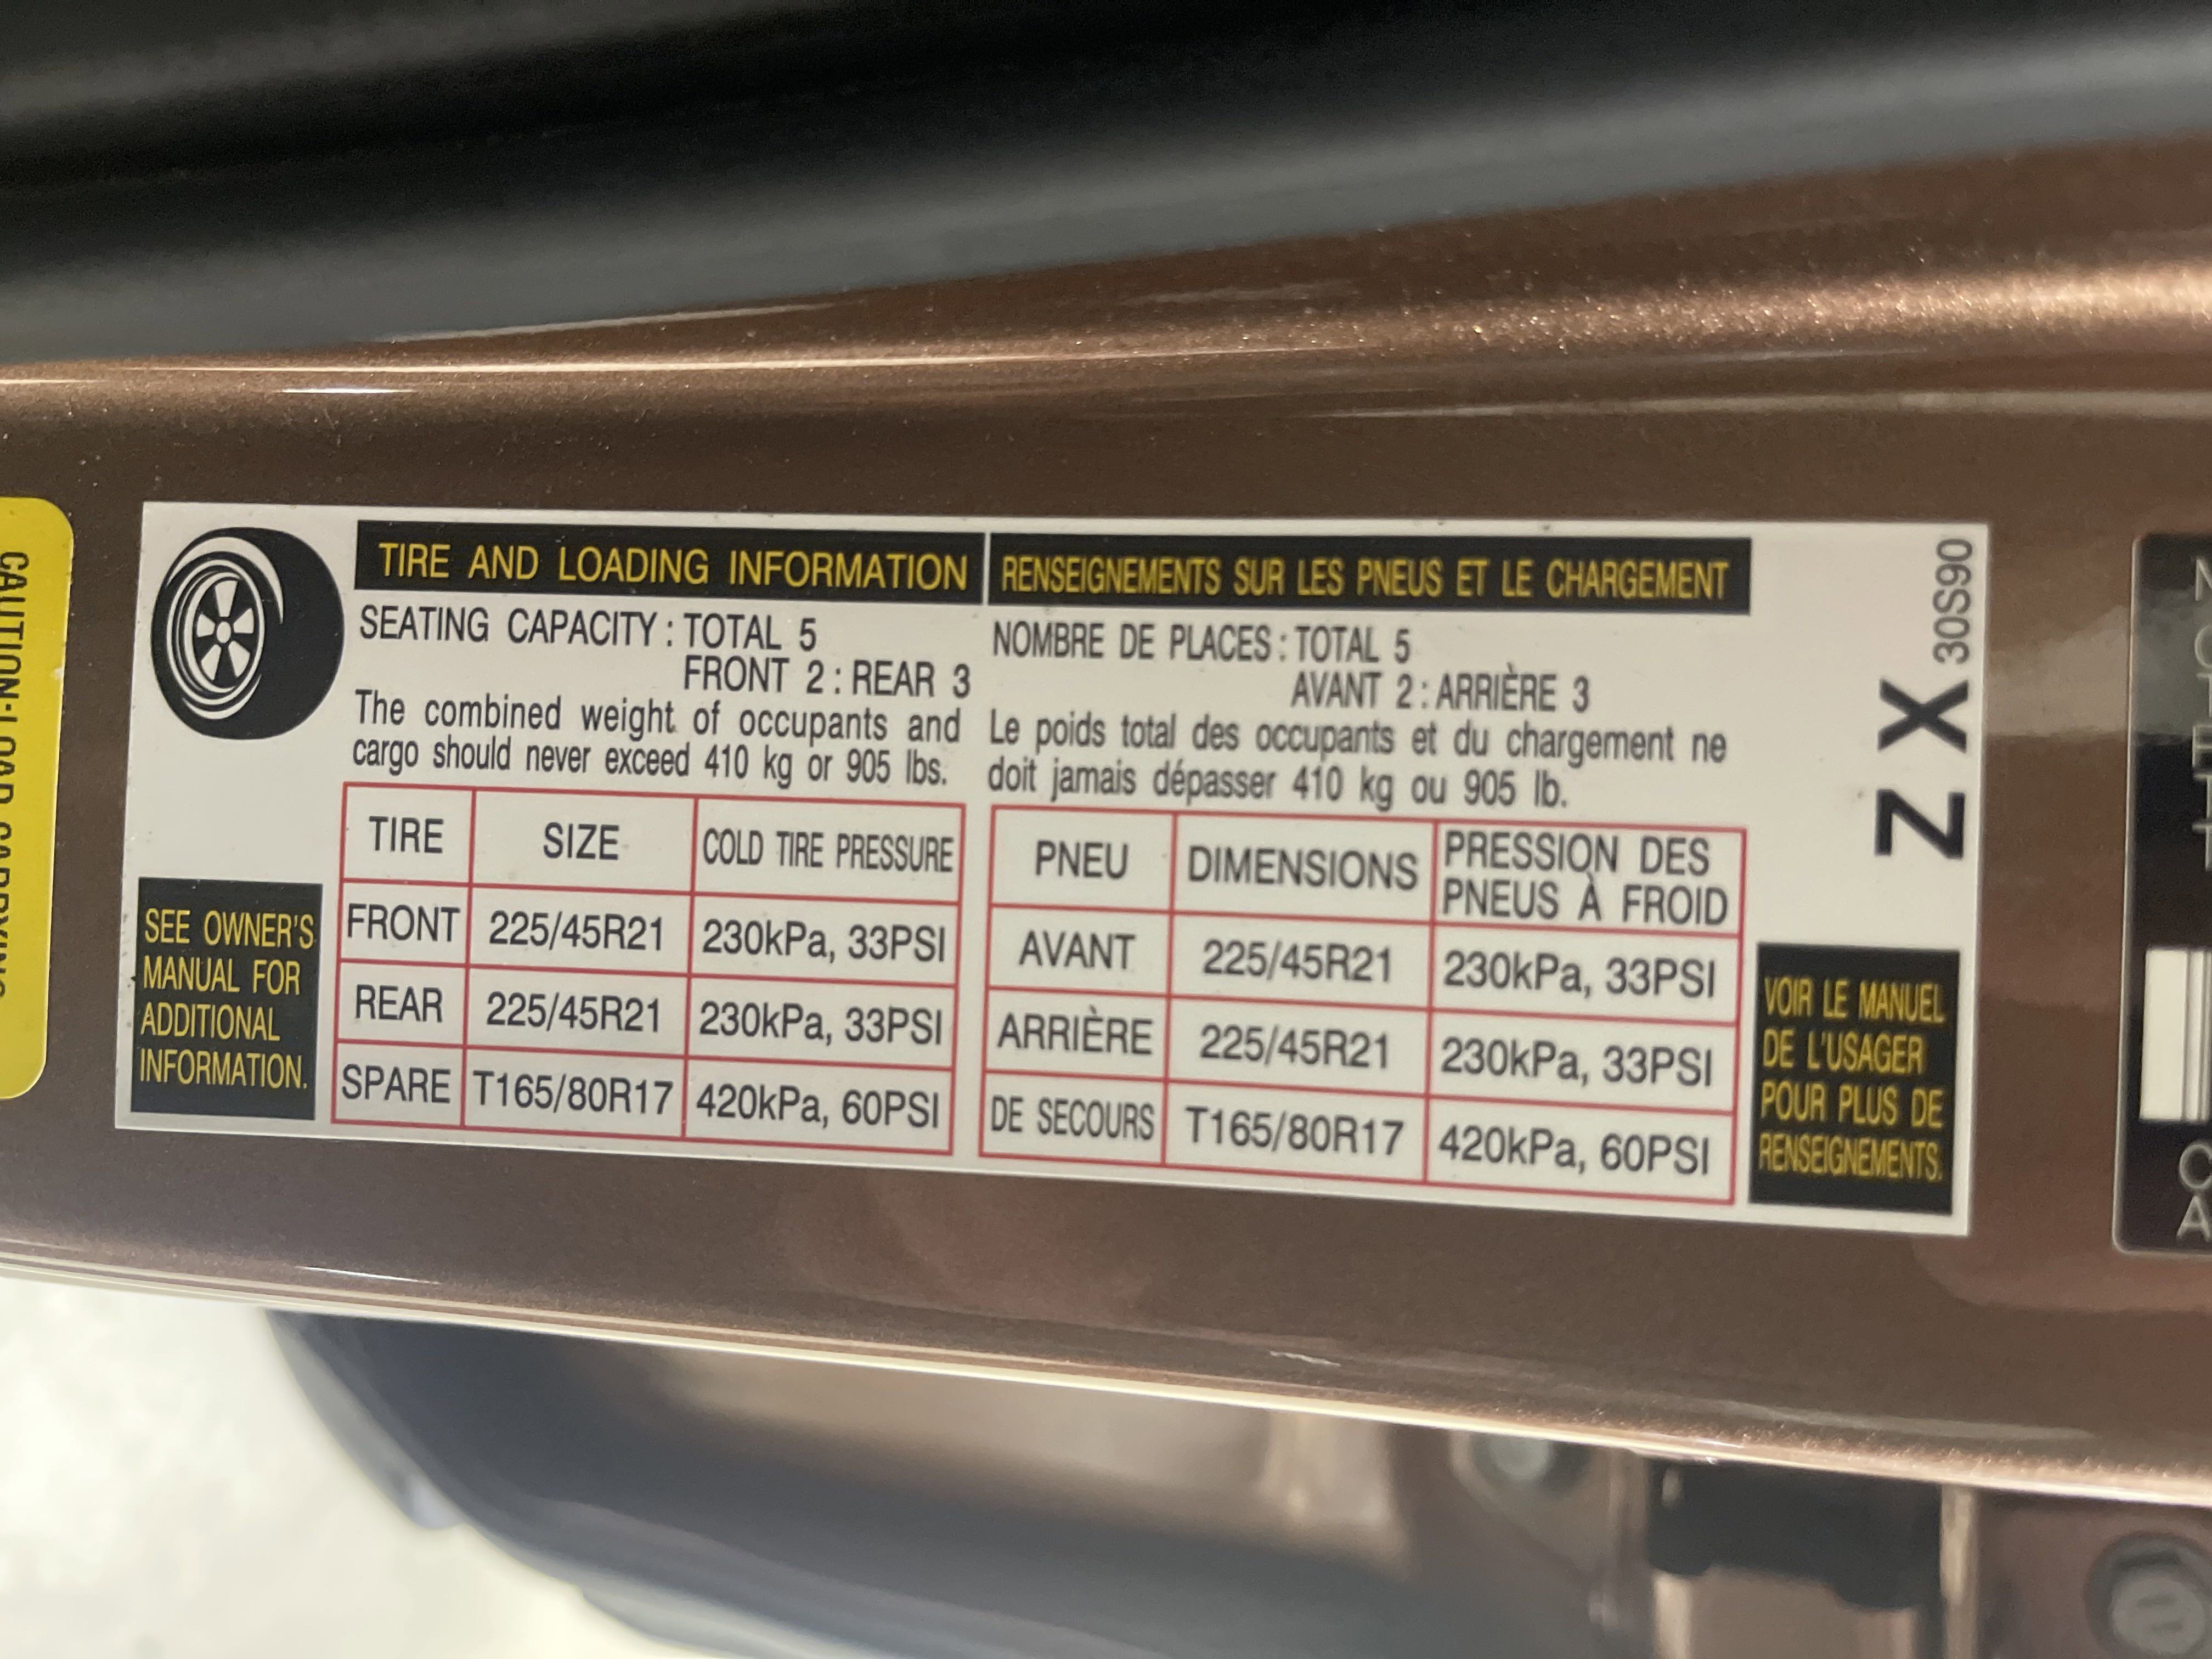 TIRE AND LOADING INFORMATION
SEATING CAPACITY : TOTAL 5
FRONT 2 : REAR 3
The combined weight of occupants and
cargo should never exceed 410 kg or 905 lbs.
TIRE SIZE COLD TIRE PRESSURE
FRONT 225/45R21 230kPa, 33PSI
REAR 225/45R21 230kPa, 33PSI
SPARE T165/80R17 420kPa, 60PSI
SEE OWNER'S
MANUAL FOR
ADDITIONAL
INFORMATION.
RENSEIGNEMENTS SUR LES PNEUS ET LE CHARGEMENT
NOMBRE DE PLACES : TOTAL 5
AVANT 2 : ARRIÈRE 3
Le poids total des occupants et du chargement ne
doit jamais dépasser 410 kg ou 905 lb.
PNEU DIMENSIONS PRESSION DES
PNEUS À FROID
AVANT 225/45R21 230kPa, 33PSI
ARRIÈRE 225/45R21 230kPa, 33PSI
DE SECOURS T165/80R17 420kPa, 60PSI
VOIR LE MANUEL
DE L'USAGER
POUR PLUS DE
RENSEIGNEMENTS.
Z X 30S90
CAUTION-LOAD CARRYING